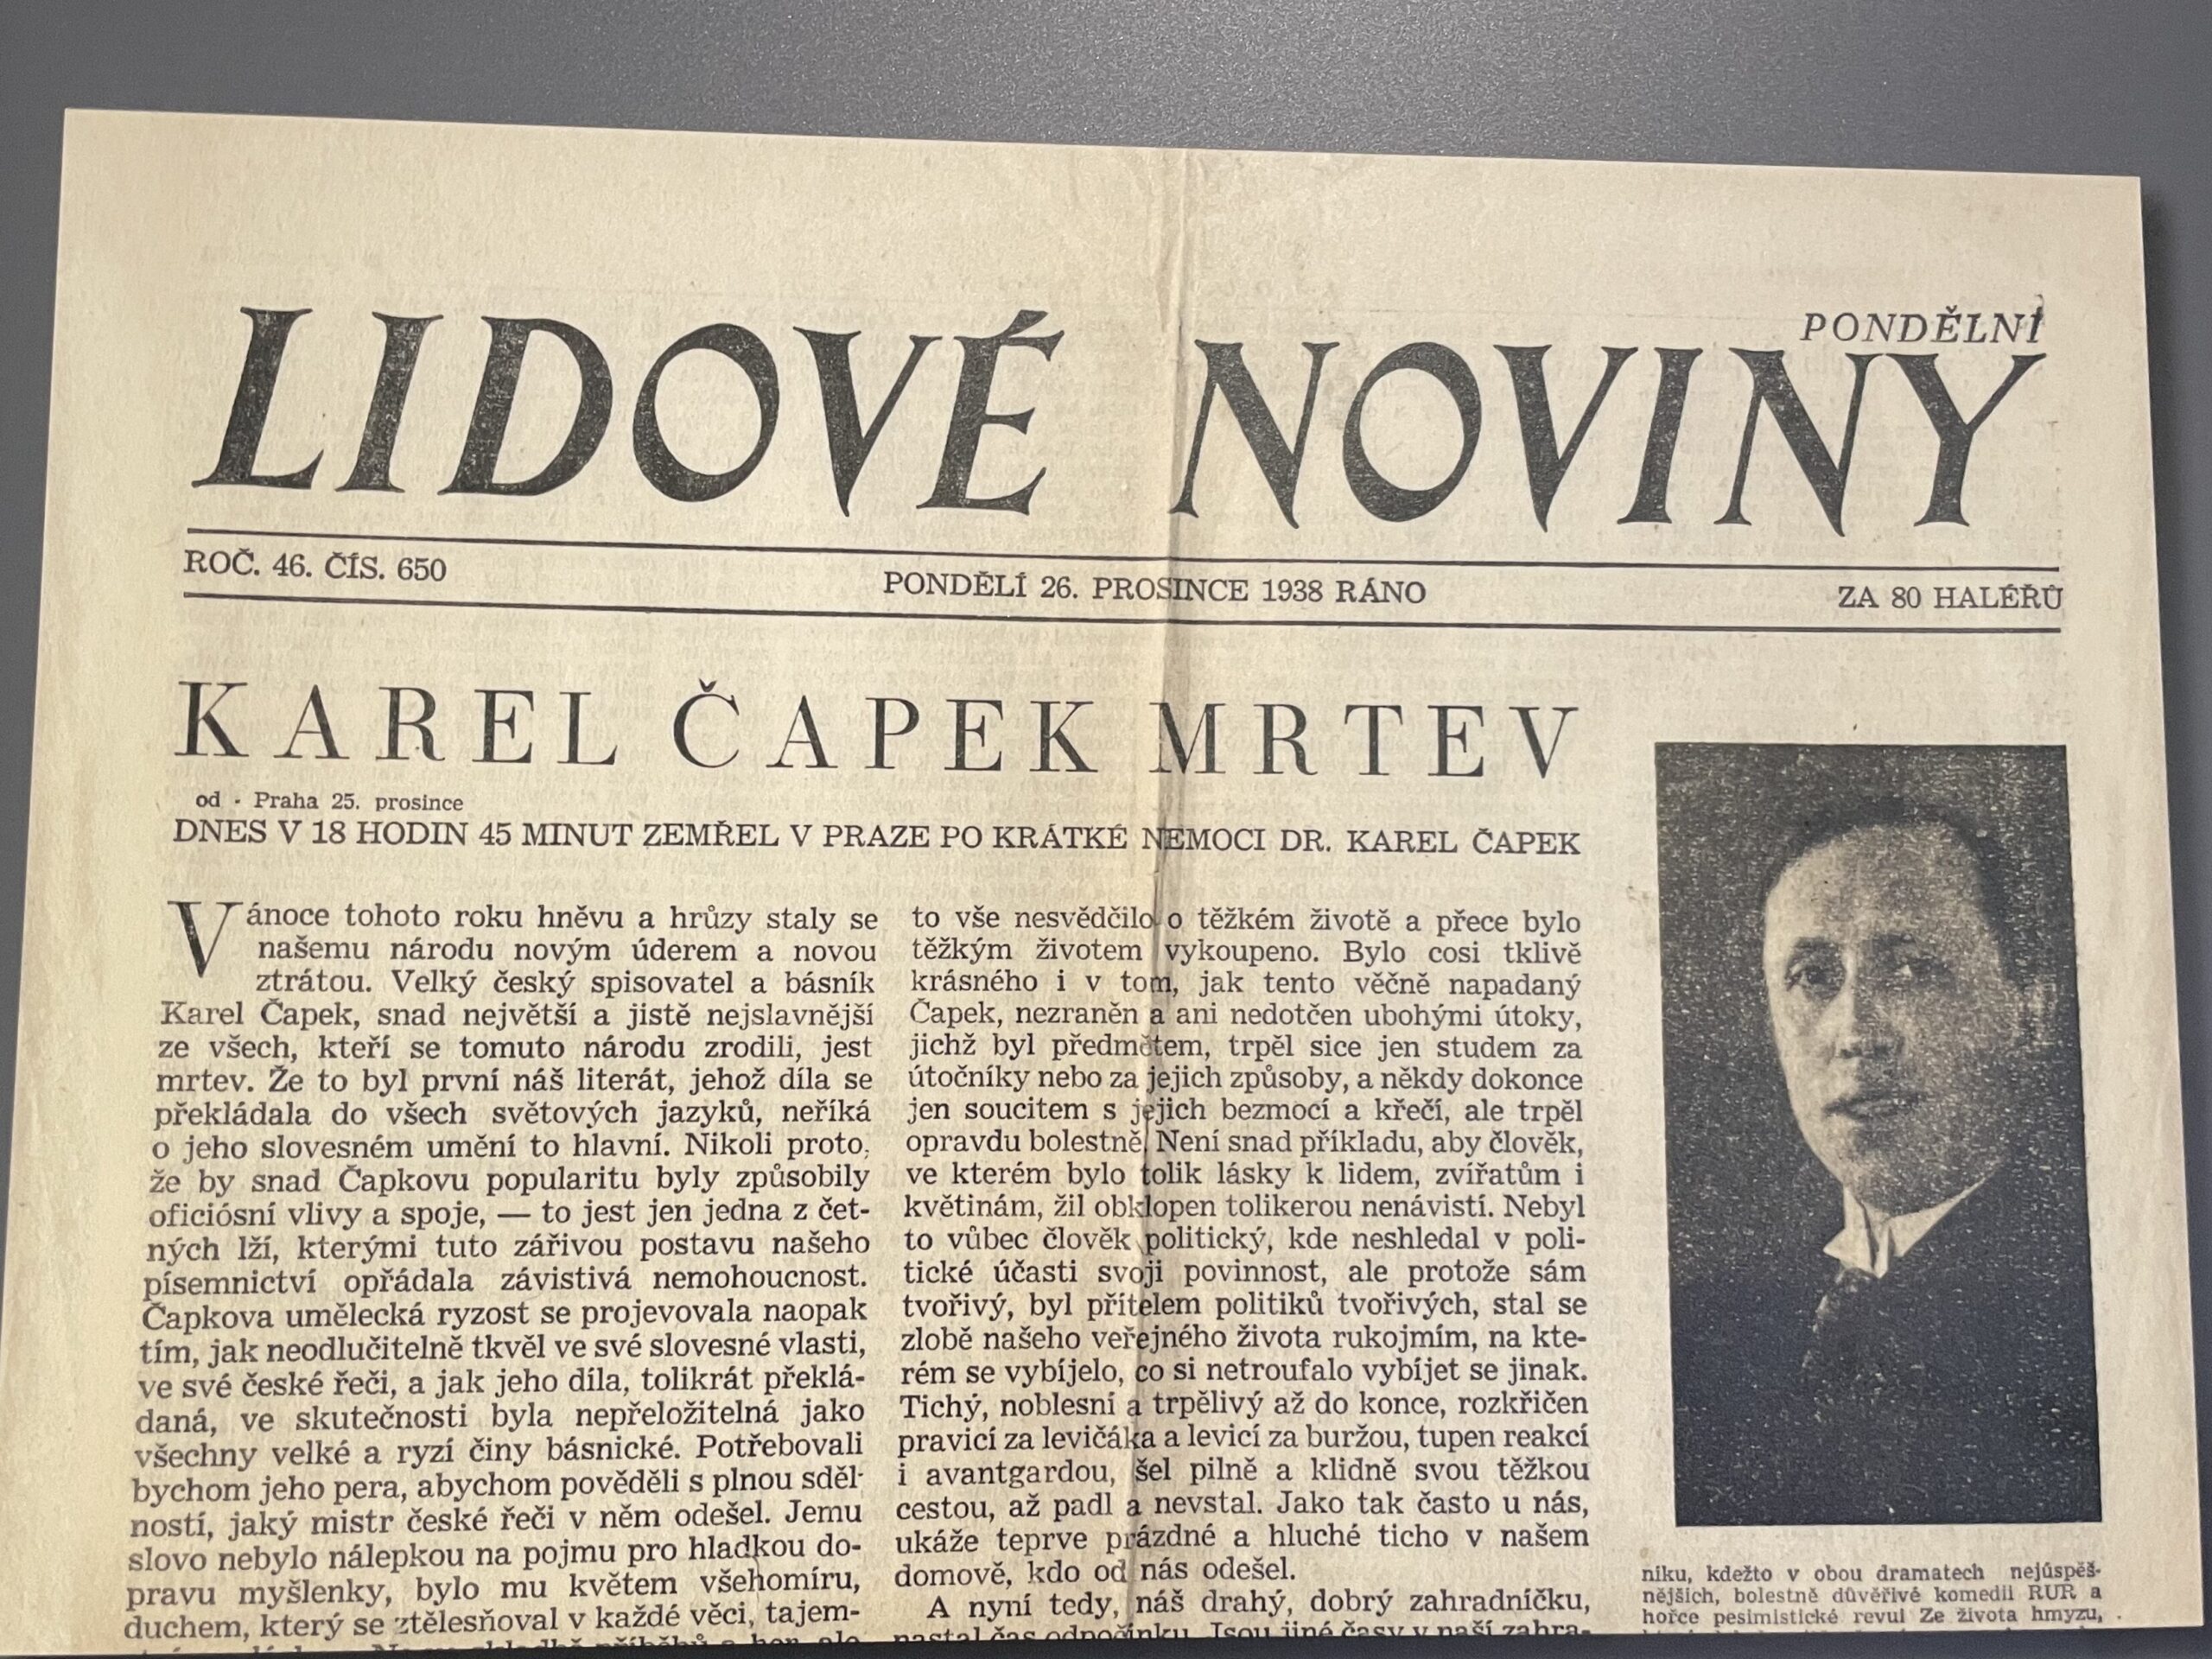 PONDĚLNÍ
LIDOVÉ NOVINY
ROČ. 46. ČÍS. 650
PONDĚLÍ 26. PROSINCE 1938 RÁNO
ZA 80 HALÉŘŮ
KAREL ČAPEK MRTEV
od - Praha 25. prosince
DNES V 18 HODIN 45 MINUT ZEMŘEL V PRAZE PO KRÁTKÉ NEMOCI DR. KAREL ČAPEK
Vánoce tohoto roku hněvu a hrůzy staly se
našemu národu novým úderem a novou
ztrátou. Velký český spisovatel a básník
Karel Čapek, snad největší a jistě nejslavnější
ze všech, kteří se tomuto národu zrodili, jest
mrtev. Že to byl první náš literát, jehož díla se
překládala do všech světových jazyků, neříká
o jeho slovesném umění to hlavní. Nikoli proto,
že by snad Čapkovu popularitu byly způsobily
oficiósní vlivy a spoje, — to jest jen jedna z čet-
ných lží, kterými tuto zářivou postavu našeho
písemnictví opřádala závistivá nemohoucnost.
Čapkova umělecká ryzost se projevovala naopak
tím, jak neodlučitelně tkvěl ve své slovesné vlasti,
ve své české řeči, a jak jeho díla, tolikrát překlá-
daná, ve skutečnosti byla nepřeložitelná jako
všechny velké a ryzí činy básnické. Potřebovali
bychom jeho pera, abychom pověděli s plnou sděl-
ností, jaký mistr české řeči v něm odešel. Jemu
slovo nebylo nálepkou na pojmu pro hladkou do-
pravu myšlenky, bylo mu květem všehomíru,
duchem, který se ztělesňoval v každé věci, tajem-
to vše nesvědčilo o těžkém životě a přece bylo
těžkým životem vykoupeno. Bylo cosi tklivě
krásného i v tom, jak tento věčně napadaný
Čapek, nezraněn a ani nedotčen ubohými útoky,
jichž byl předmětem, trpěl sice jen studem za
útočníky nebo za jejich způsoby, a někdy dokonce
jen soucitem s jejich bezmocí a křečí, ale trpěl
opravdu bolestně. Není snad příkladu, aby člověk,
ve kterém bylo tolik lásky k lidem, zvířatům i
květinám, žil obklopen tolikerou nenávistí. Nebyl
to vůbec člověk politický, kde neshledal v poli-
tické účasti svoji povinnost, ale protože sám
tvořivý, byl přítelem politiků tvořivých, stal se
zlobě našeho veřejného života rukojmím, na kte-
rém se vybíjelo, co si netroufalo vybíjet se jinak.
Tichý, noblesní a trpělivý až do konce, rozkřičen
pravicí za levičáka a levicí za buržou, tupen reakcí
i avantgardou, šel pilně a klidně svou těžkou
cestou, až padl a nevstal. Jako tak často u nás,
ukáže teprve prázdné a hluché ticho v našem
domově, kdo od nás odešel.
A nyní tedy, náš drahý, dobrý zahradníčku,
nastal čas odpočinku. Jsou jiné časy v naší zahra-
niku, kdežto v obou dramatech nejúspěš-
nějších, bolestně důvěřivé komedii RUR a
hořce pesimistické revui Ze života hmyzu,